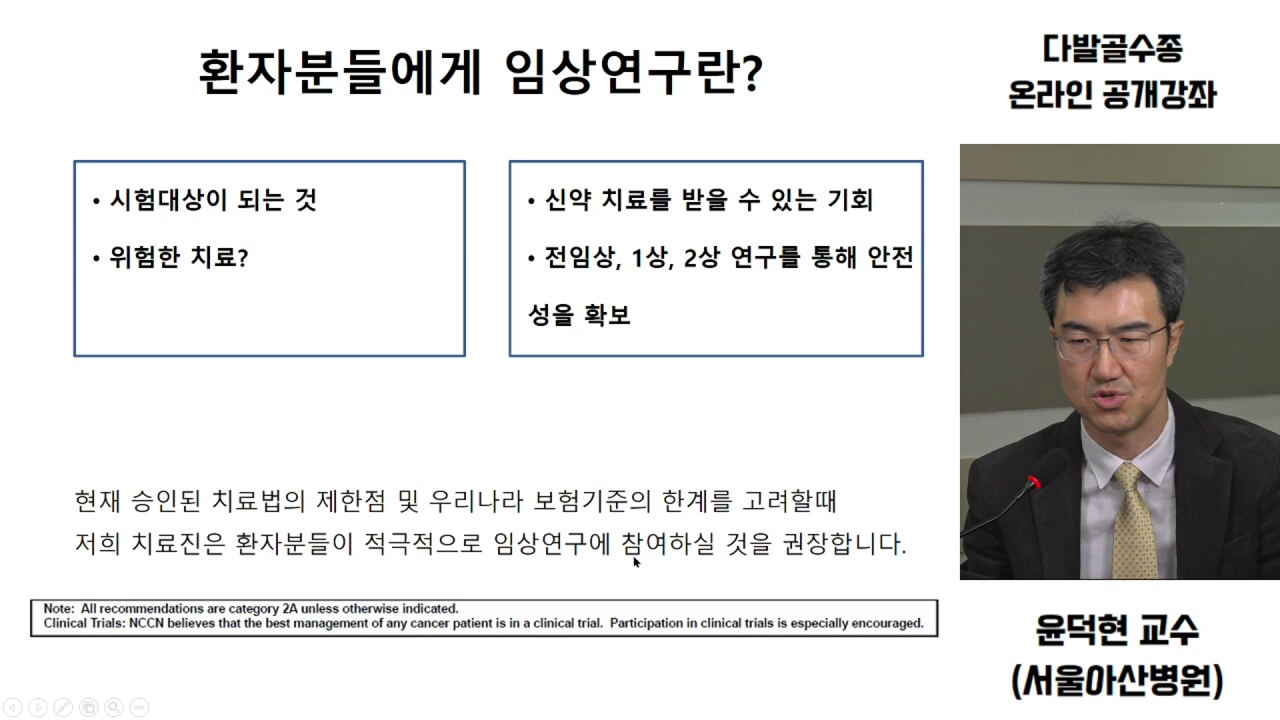 환자분들에게 임상연구란?
• 시험대상이 되는 것
• 위험한 치료?
• 신약 치료를 받을 수 있는 기회
• 전임상, 1상, 2상 연구를 통해 안전
성을 확보
현재 승인된 치료법의 제한점 및 우리나라 보험기준의 한계를 고려할때
저희 치료진은 환자분들이 적극적으로 임상연구에 참여하실 것을 권장합니다.
Note: All recommendations are category 2A unless otherwise indicated.
Clinical Trials: NCCN believes that the best management of any cancer patient is in a clinical trial. Participation in clinical trials is especially encouraged.
다발골수종
온라인 공개강좌
윤덕현 교수
(서울아산병원)